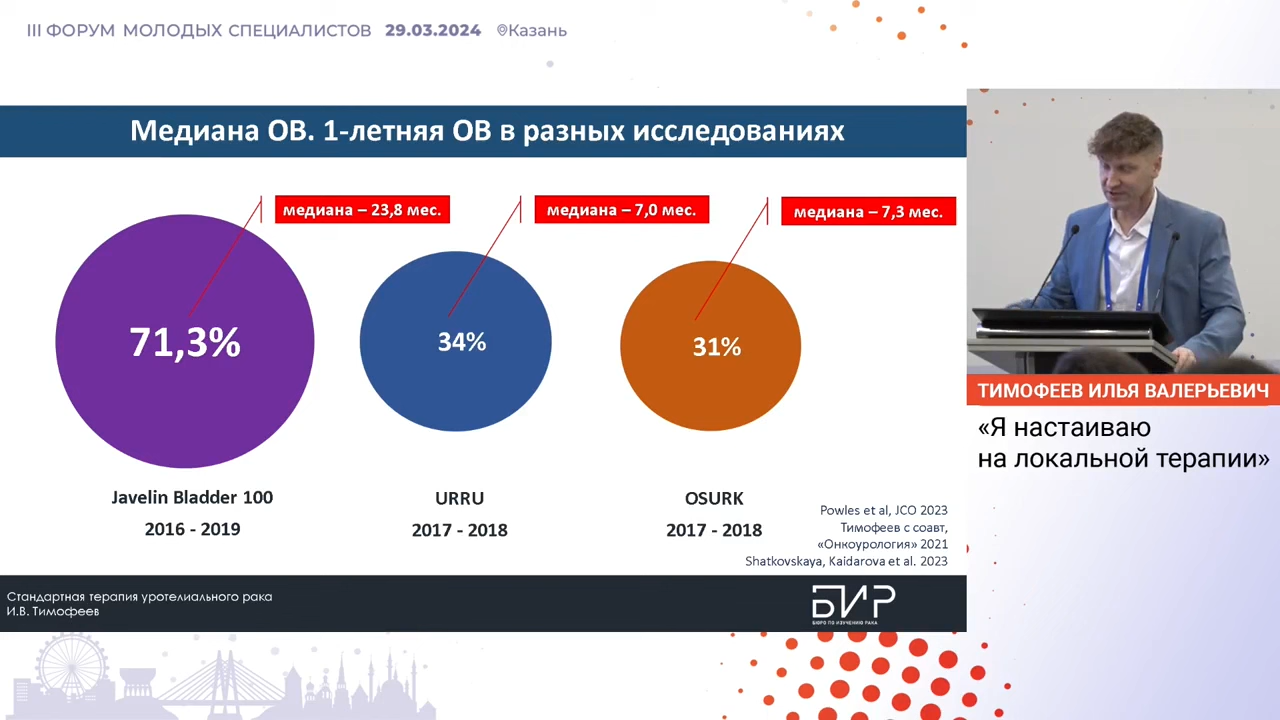 III ФОРУМ МОЛОДЫХ СПЕЦИАЛИСТОВ 29.03.2024 Казань
Медиана ОВ. 1-летняя ОВ в разных исследованиях
медиана – 23,8 мес.
медиана – 7,0 мес.
медиана – 7,3 мес.
71,3%
34%
31%
Javelin Bladder 100
2016 - 2019
URRU
2017 - 2018
OSURK
2017 - 2018
Powles et al, JCO 2023
Тимофеев с соавт,
«Онкоурология» 2021
Shatkovskaya, Kaidarova et al. 2023
Стандартная терапия уротелиального рака
И.В. Тимофеев
БИР
БЮРО ПО ИЗУЧЕНИЮ РАКА
ТИМОФЕЕВ ИЛЬЯ ВАЛЕРЬЕВИЧ
«Я настаиваю
на локальной терапии»